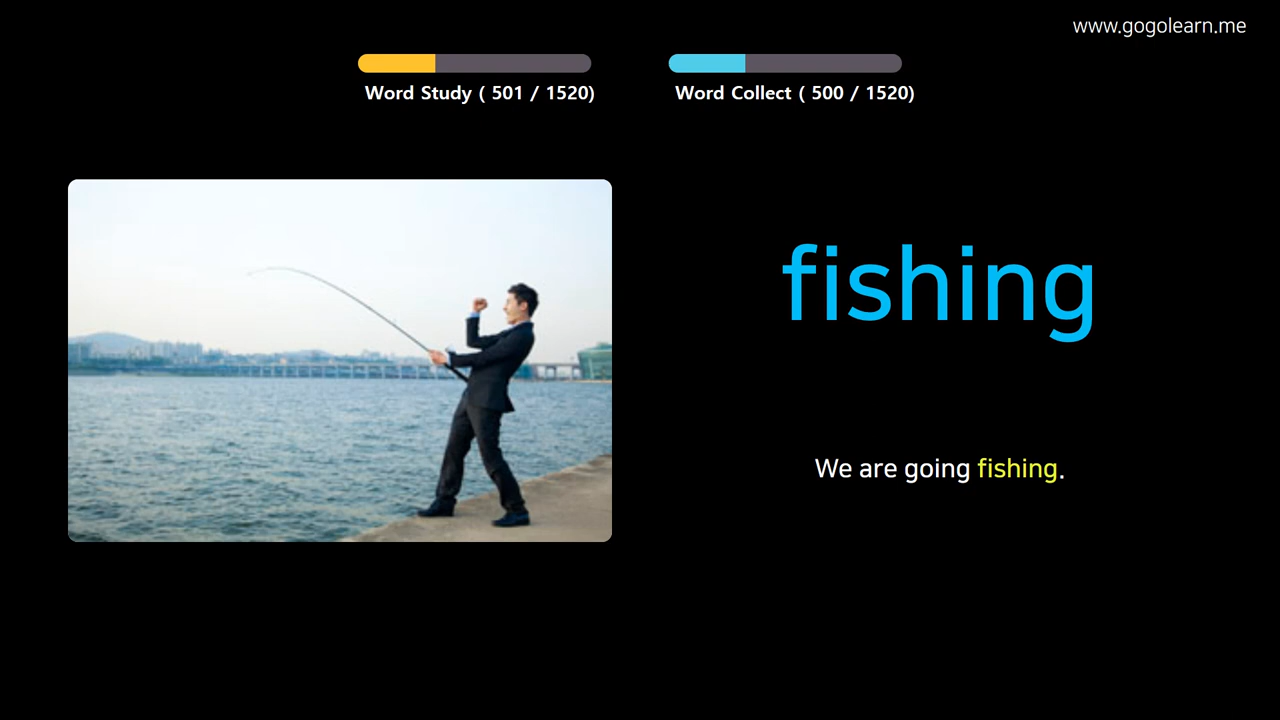 www.gogolearn.me
Word Study ( 501 / 1520)
Word Collect ( 500 / 1520)
fishing
We are going fishing.